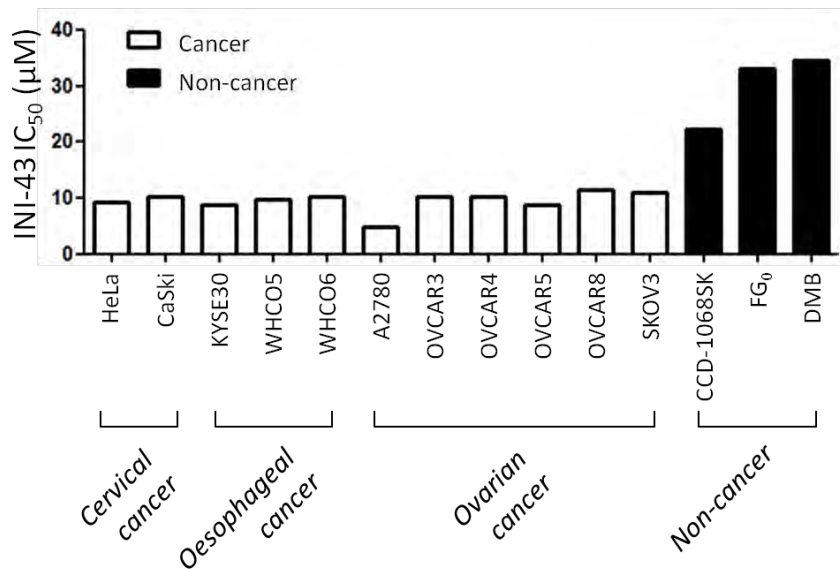 40
30
20
10
0
INI-43 IC₅₀ (µM)
Cancer
Non-cancer
HeLa
CaSki
KYSE30
WHCO5
WHCO6
A2780
OVCAR3
OVCAR4
OVCAR5
OVCAR8
SKOV3
CCD-1068SK
FG₀
DMB
Cervical
cancer
Oesophageal
cancer
Ovarian
cancer
Non-cancer